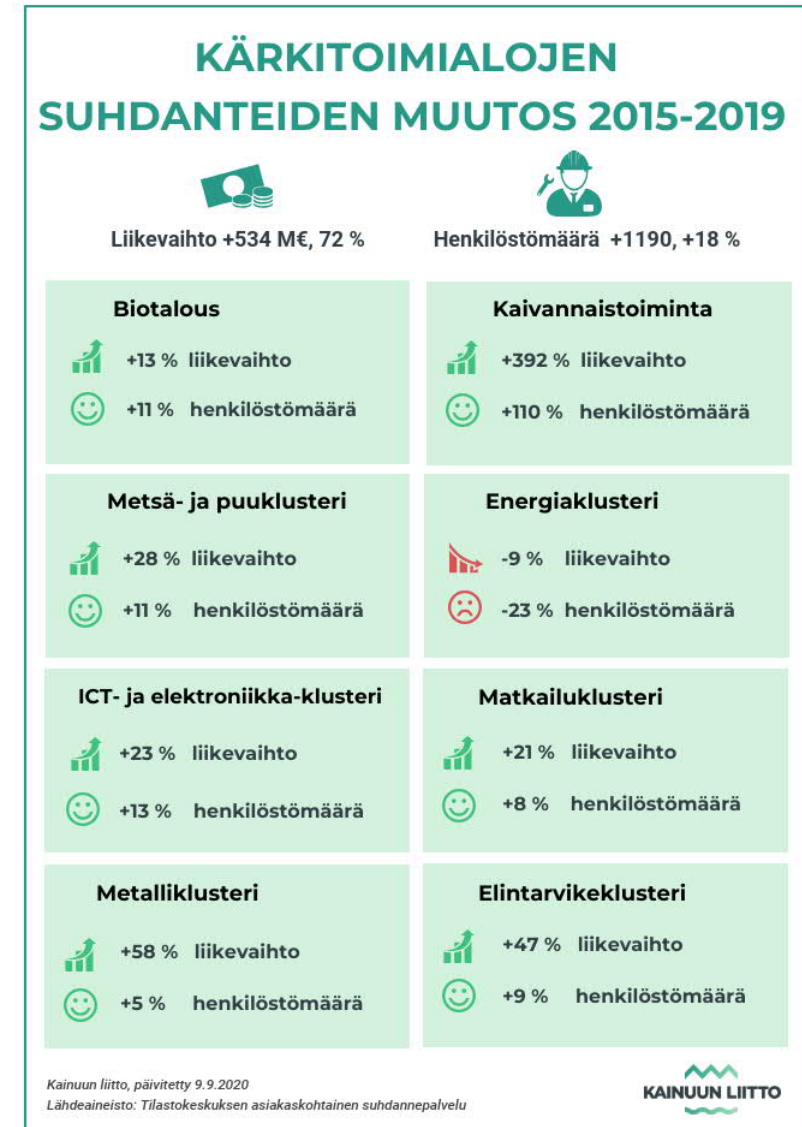 KÄRKITOIMIALOJEN
SUHDANTEIDEN MUUTOS 2015-2019
Liikevaihto +534 M€, 72 %
Henkilöstömäärä +1190, +18 %
Biotalous
+13 % liikevaihto
+11 % henkilöstömäärä
Kaivannaistoiminta
+392 % liikevaihto
+110 % henkilöstömäärä
Metsä- ja puuklusteri
+28 % liikevaihto
+11 % henkilöstömäärä
Energiaklusteri
-9 % liikevaihto
-23 % henkilöstömäärä
ICT- ja elektroniikka-klusteri
+23 % liikevaihto
+13 % henkilöstömäärä
Matkailuklusteri
+21 % liikevaihto
+8 % henkilöstömäärä
Metalliklusteri
+58 % liikevaihto
+5 % henkilöstömäärä
Elintarvikeklusteri
+47 % liikevaihto
+9 % henkilöstömäärä
Kainuun liitto, päivitetty 9.9.2020
Lähdeaineisto: Tilastokeskuksen asiakaskohtainen suhdannepalvelu
KAINUUN LIITTO